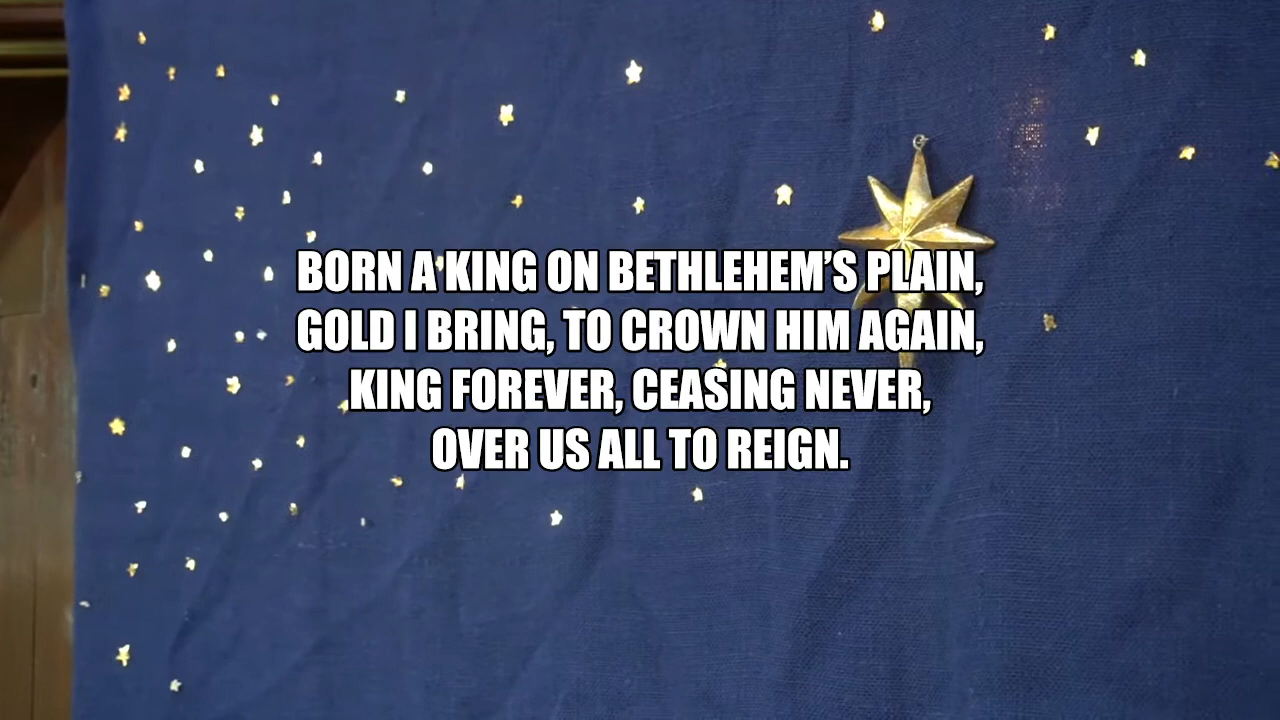 BORN A KING ON BETHLEHEM’S PLAIN,
GOLD I BRING, TO CROWN HIM AGAIN,
KING FOREVER, CEASING NEVER,
OVER US ALL TO REIGN.